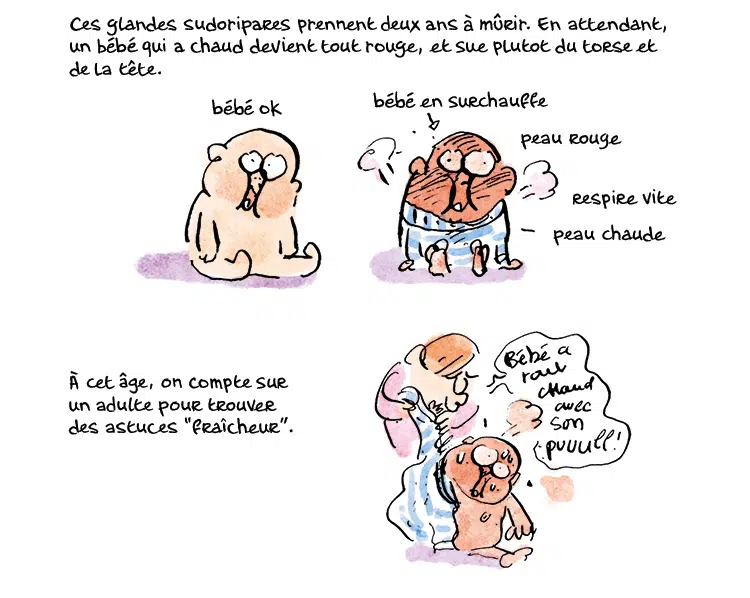 Ces glandes sudoripares prennent deux ans à mûrir. En attendant,
un bébé qui a chaud devient tout rouge, et sue plutot du torse et
de la tête.
bébé ok
bébé en surchauffe
peau rouge
respire vite
peau chaude
À cet âge, on compte sur
un adulte pour trouver
des astuces "fraîcheur".
Bébé a
tout
chaud
avec
son
puuull!